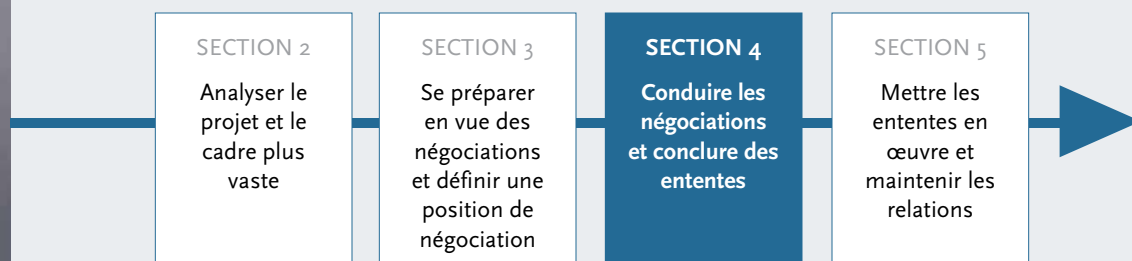 SECTION 2
Analyser le
projet et le
cadre plus
vaste
SECTION 3
Se préparer
en vue des
négociations
et définir une
position de
négociation
SECTION 4
Conduire les
négociations
et conclure des
ententes
SECTION 5
Mettre les
ententes en
œuvre et
maintenir les
relations